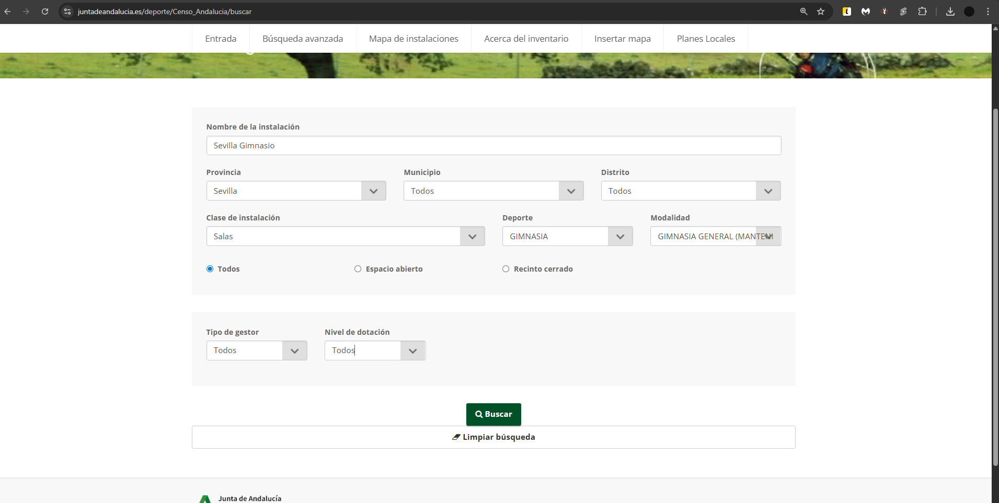 juntadeandalucia.es/deporte/Censo_Andalucia/buscar
Entrada Búsqueda avanzada Mapa de instalaciones Acerca del inventario Insertar mapa Planes Locales
Nombre de la instalación
Sevilla Gimnasio
Provincia Municipio Distrito
Sevilla Todos Todos
Clase de instalación Deporte Modalidad
Salas GIMNASIA GIMNASIA GENERAL (MANTENI
Todos Espacio abierto Recinto cerrado
Tipo de gestor Nivel de dotación
Todos Todos
Buscar
Limpiar búsqueda
Junta de Andalucía